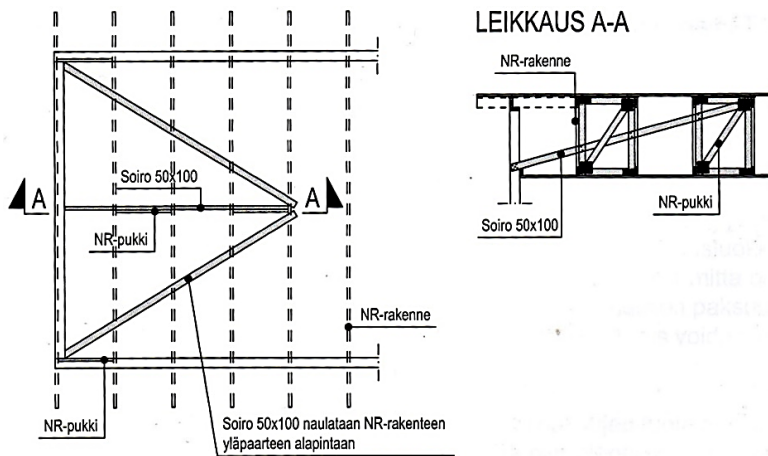 LEIKKAUS A-A
NR-rakenne
Soiro 50x100
A
A
NR-pukki
NR-pukki
Soiro 50x100
NR-rakenne
NR-pukki
Soiro 50x100 naulataan NR-rakenteen
yläpaarteen alapintaan